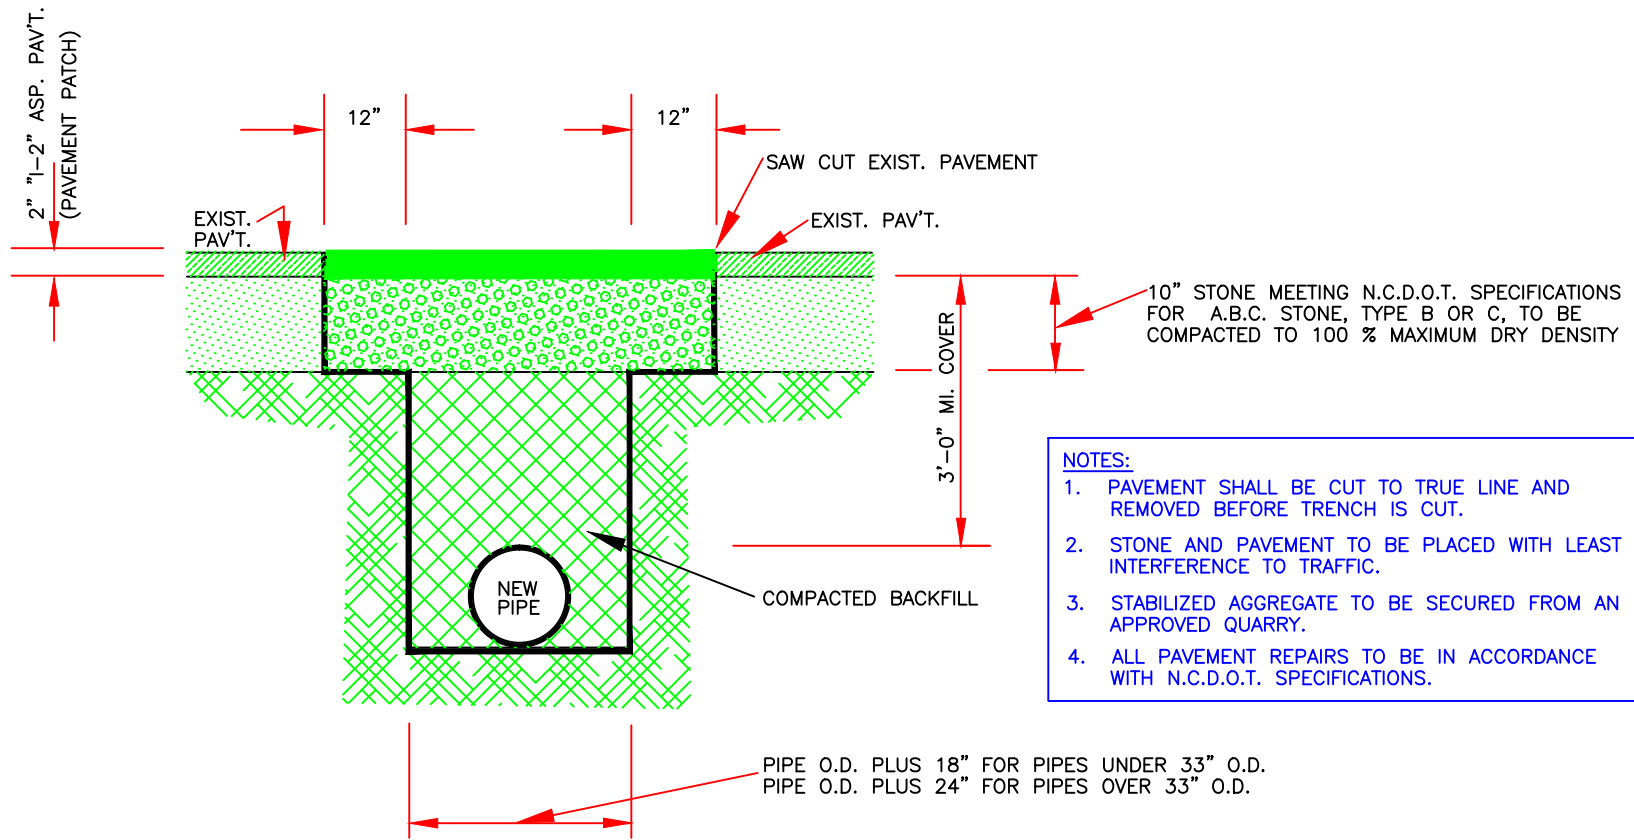 2" "I-2" ASP. PAV'T.
(PAVEMENT PATCH)
12"
12"
SAW CUT EXIST. PAVEMENT
EXIST.
PAV'T.
EXIST. PAV'T.
10" STONE MEETING N.C.D.O.T. SPECIFICATIONS
FOR A.B.C. STONE, TYPE B OR C, TO BE
COMPACTED TO 100 % MAXIMUM DRY DENSITY
3'-0" MI. COVER
NEW
PIPE
COMPACTED BACKFILL
NOTES:
1. PAVEMENT SHALL BE CUT TO TRUE LINE AND
REMOVED BEFORE TRENCH IS CUT.
2. STONE AND PAVEMENT TO BE PLACED WITH LEAST
INTERFERENCE TO TRAFFIC.
3. STABILIZED AGGREGATE TO BE SECURED FROM AN
APPROVED QUARRY.
4. ALL PAVEMENT REPAIRS TO BE IN ACCORDANCE
WITH N.C.D.O.T. SPECIFICATIONS.
PIPE O.D. PLUS 18" FOR PIPES UNDER 33" O.D.
PIPE O.D. PLUS 24" FOR PIPES OVER 33" O.D.